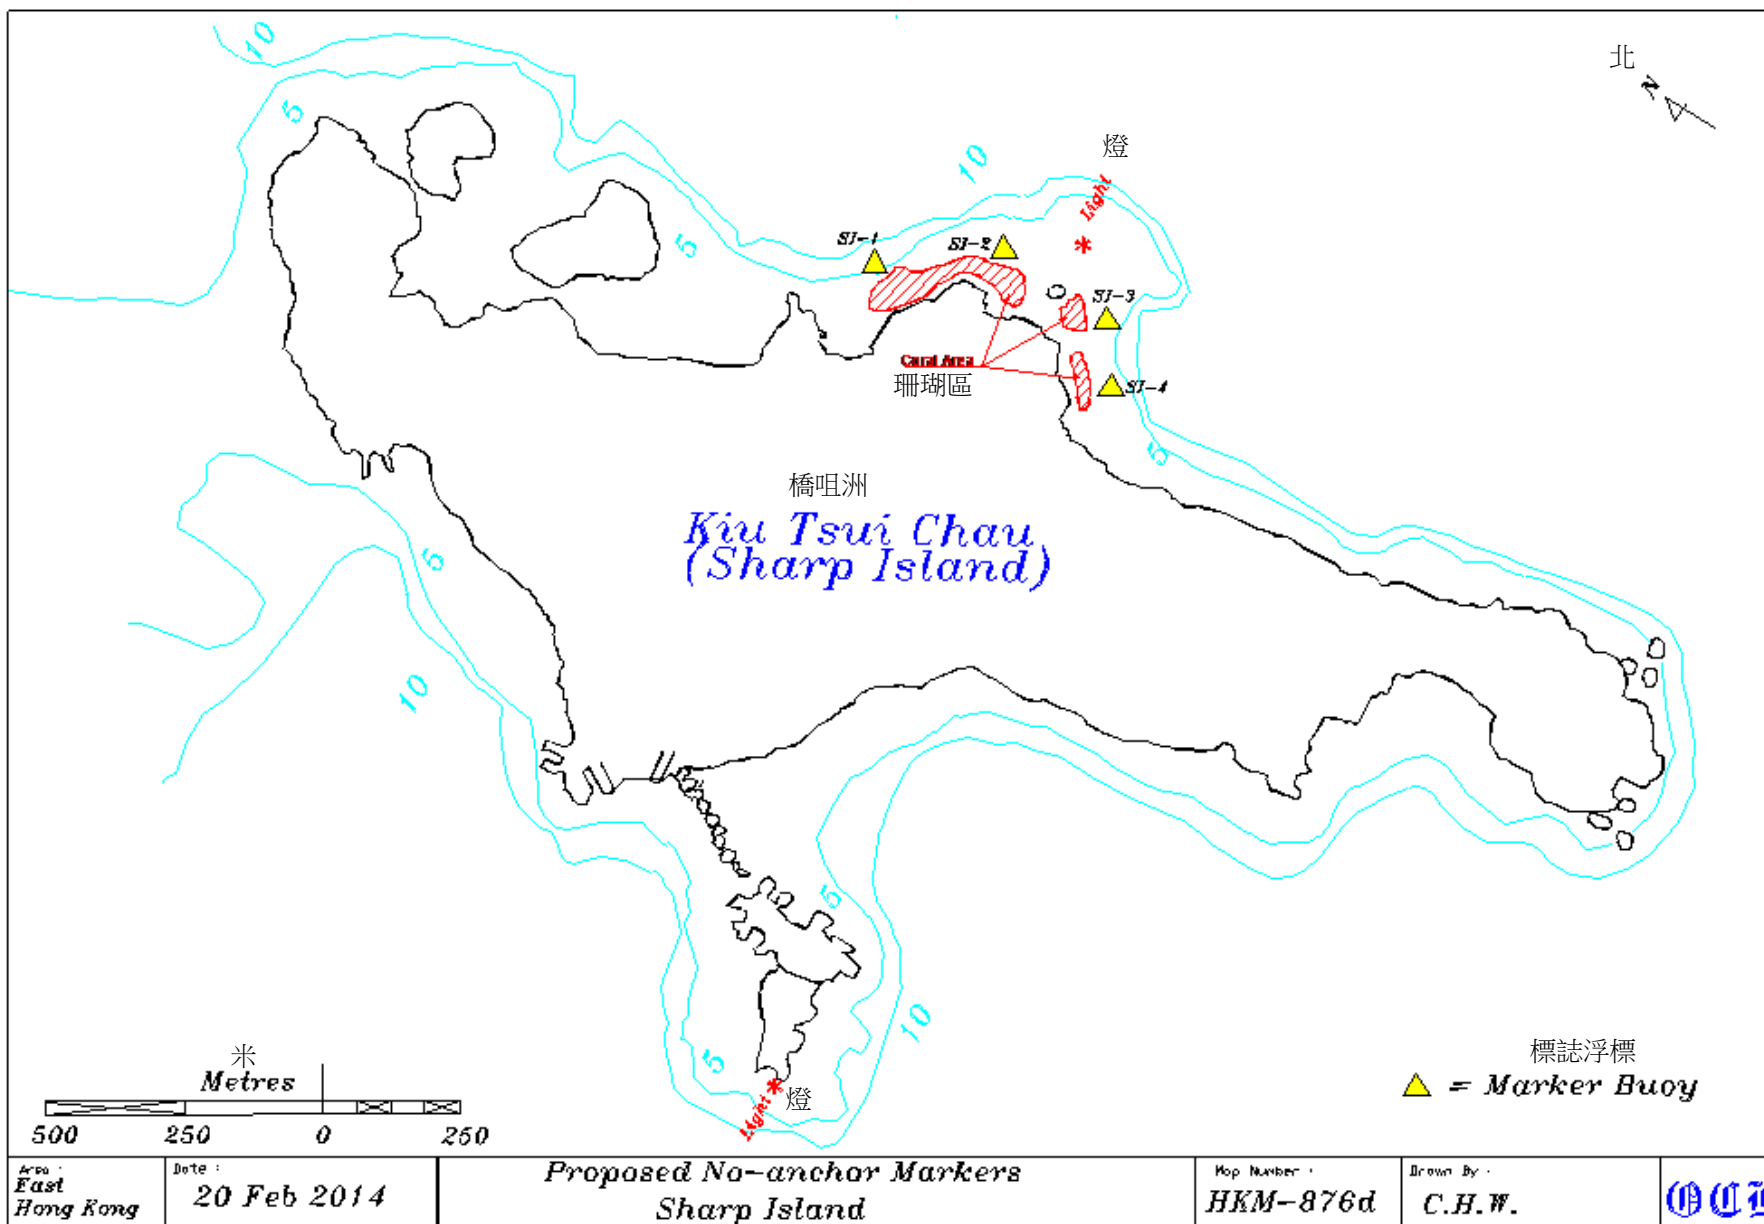 10
北
N
5
燈
Light
10
5
SI-1
SI-2
SI-3
Coral Area
珊瑚區
SI-4
5
橋咀洲
Kiu Tsui Chau
(Sharp Island)
5
10
5
10
5
米
Metres
500 250 0 250
燈
Light
標誌浮標
= Marker Buoy
Area :
East
Hong Kong
Date :
20 Feb 2014
Proposed No-anchor Markers
Sharp Island
Map Number :
HKM-876d
Drawn By :
C.H.W.